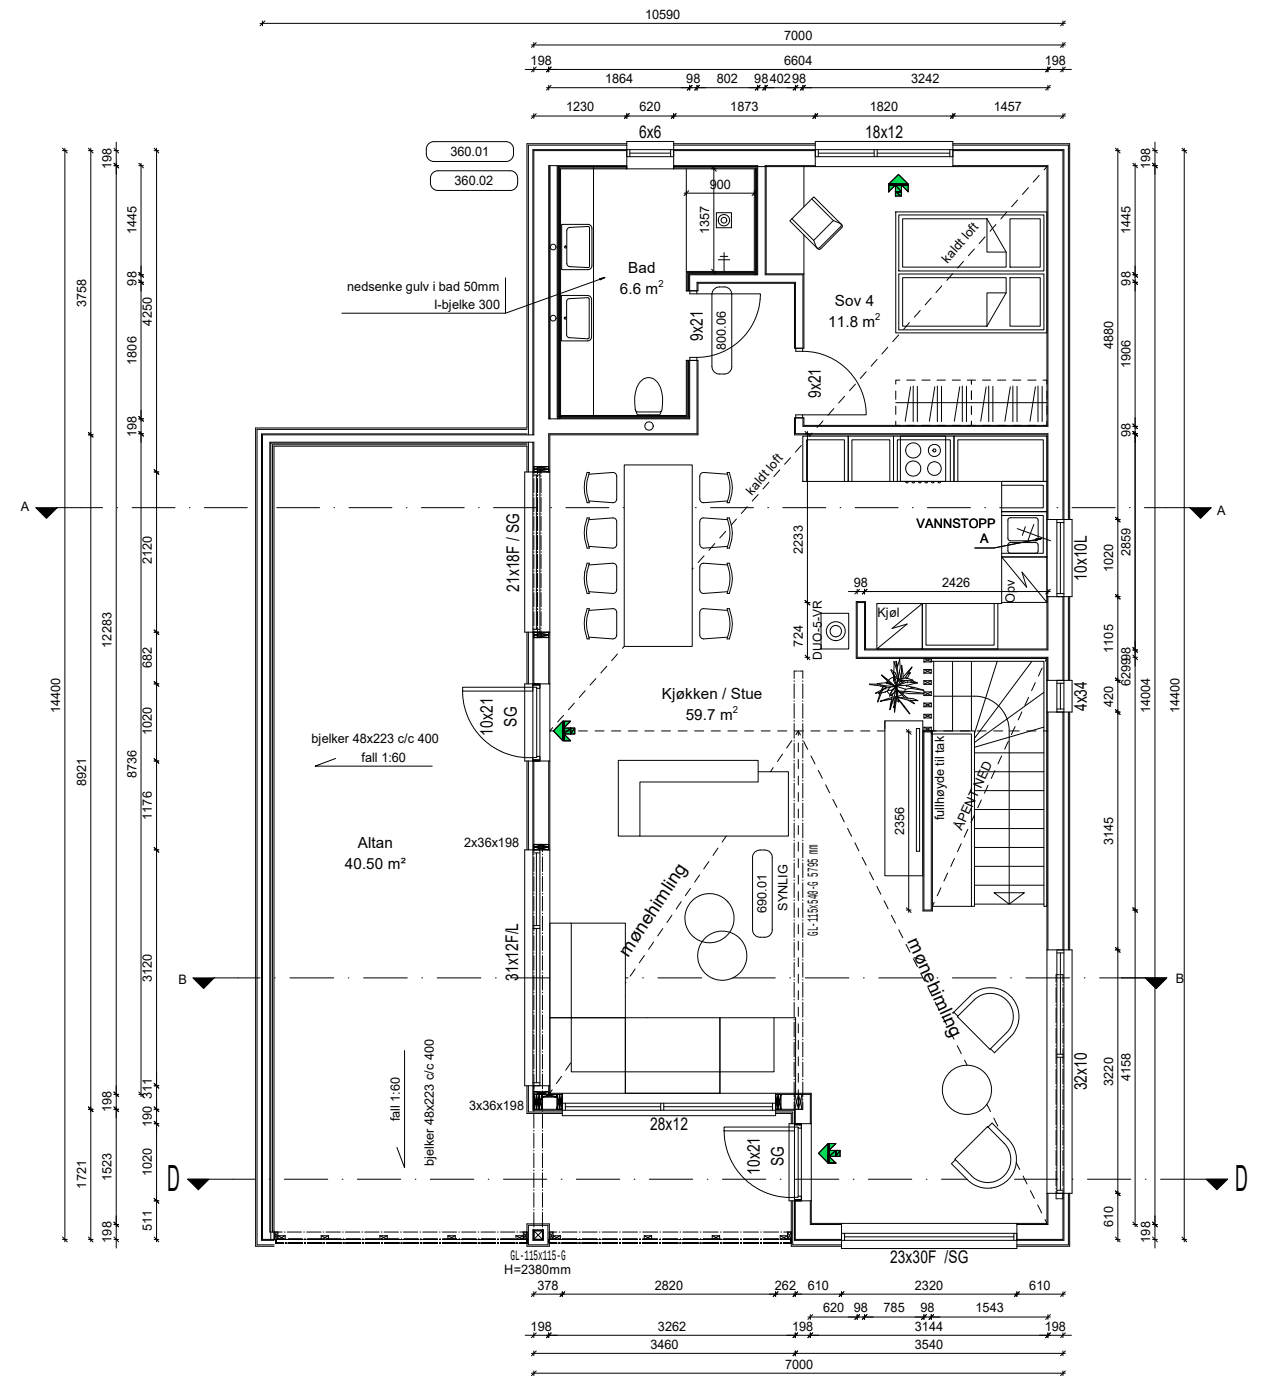 10590
7000
198 6604 198
1864 98 802 98 402 98 3242
1230 620 1873 1820 1457
6x6
18x12
360.01
360.02
900
1357
Bad
6.6 m²
nedsenke gulv i bad 50mm
I-bjelke 300
9x21
800.06
kaldt loft
Sov 4
11.8 m²
9x21
kaldt loft
A
A
21x18F / SG
VANNSTOPP
A
10x10L
2233
98 2426
Opv
Kjøl
724
DUO-5-VR
Kjøkken / Stue
59.7 m²
4x34
10x21
SG
bjelker 48x223 c/c 400
fall 1:60
fullhøyde til tak
ÅPENT NED
2356
Altan
40.50 m²
2x36x198
mønehimling
690.01
SYNLIG
GL-115x540-G 5795 mm
31x12F/L
mønehimling
B
B
32x10
fall 1:60
bjelker 48x223 c/c 400
3x36x198
28x12
10x21
SG
D
D
GL-115x115-G
H=2380mm
23x30F /SG
14400
3758
8921
1721
198
12283
198
1523
198
1445
98
1806
198
4250
8736
2120
682
1020
1176
3120
311
190
1020
511
4880
1020
1105
420
3145
3220
610
1445
98
1906
98
2859
98
629
4158
198
14004
198
14400
378 2820 262 610 2320 610
620 98 785 98 1543
198 3262 198 3144 198
3460 3540
7000